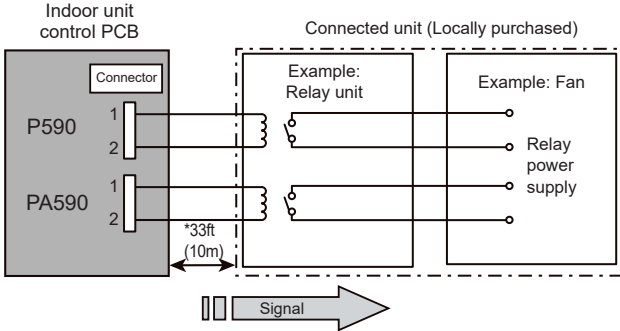 Indoor unit
control PCB
Connected unit (Locally purchased)
Connector
P590
1
2
PA590
1
2
*33ft
(10m)
Example:
Relay unit
Example: Fan
Relay
power
supply
Signal